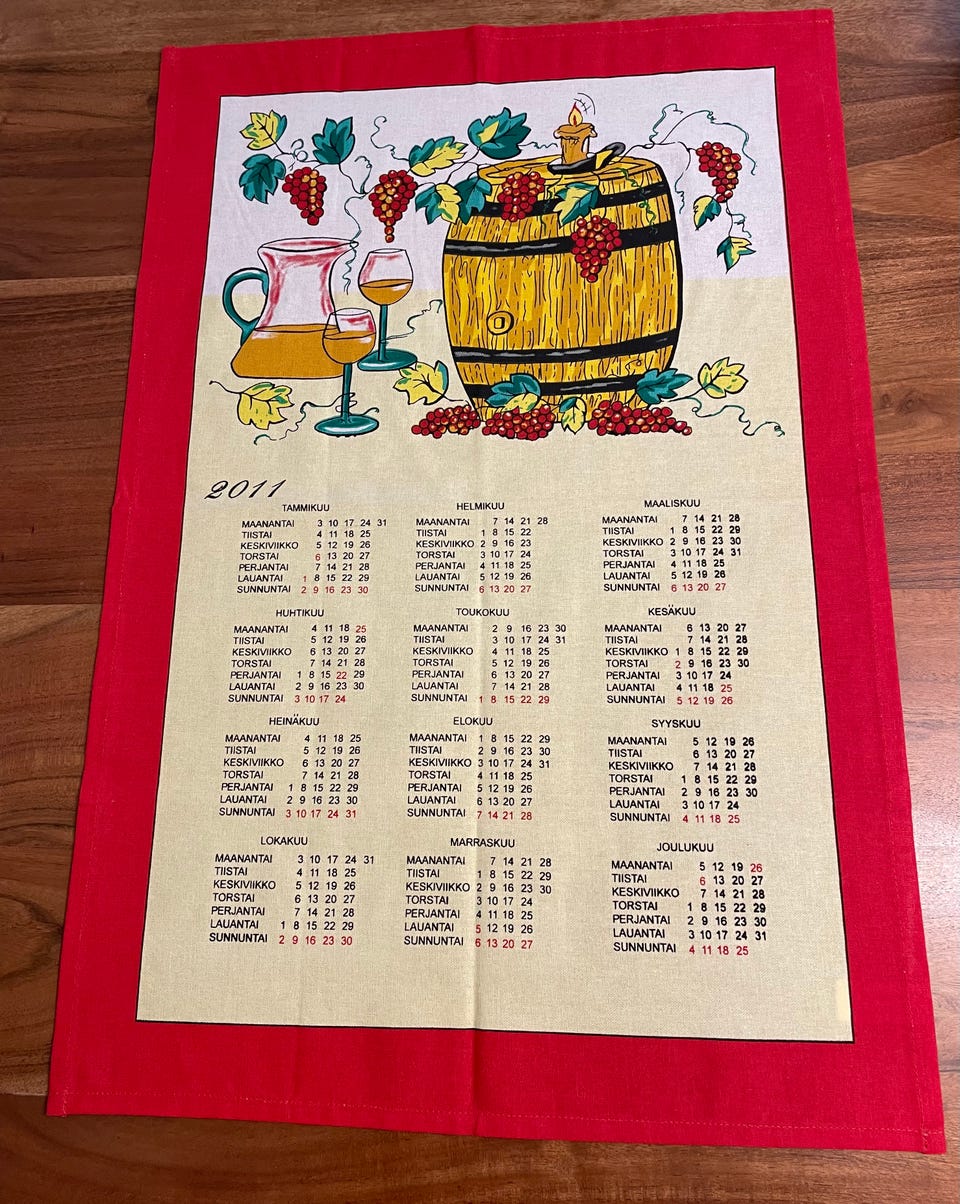 2011
TAMMIKUU
MAANANTAI 3 10 17 24 31
TIISTAI 4 11 18 25
KESKIVIIKKO 5 12 19 26
TORSTAI 6 13 20 27
PERJANTAI 7 14 21 28
LAUANTAI 1 8 15 22 29
SUNNUNTAI 2 9 16 23 30
HELMIKUU
MAANANTAI 7 14 21 28
TIISTAI 1 8 15 22
KESKIVIIKKO 2 9 16 23
TORSTAI 3 10 17 24
PERJANTAI 4 11 18 25
LAUANTAI 5 12 19 26
SUNNUNTAI 6 13 20 27
MAALISKUU
MAANANTAI 7 14 21 28
TIISTAI 1 8 15 22 29
KESKIVIIKKO 2 9 16 23 30
TORSTAI 3 10 17 24 31
PERJANTAI 4 11 18 25
LAUANTAI 5 12 19 26
SUNNUNTAI 6 13 20 27
HUHTIKUU
MAANANTAI 4 11 18 25
TIISTAI 5 12 19 26
KESKIVIIKKO 6 13 20 27
TORSTAI 7 14 21 28
PERJANTAI 1 8 15 22 29
LAUANTAI 2 9 16 23 30
SUNNUNTAI 3 10 17 24
TOUKOKUU
MAANANTAI 2 9 16 23 30
TIISTAI 3 10 17 24 31
KESKIVIIKKO 4 11 18 25
TORSTAI 5 12 19 26
PERJANTAI 6 13 20 27
LAUANTAI 7 14 21 28
SUNNUNTAI 1 8 15 22 29
KESÄKUU
MAANANTAI 6 13 20 27
TIISTAI 7 14 21 28
KESKIVIIKKO 1 8 15 22 29
TORSTAI 2 9 16 23 30
PERJANTAI 3 10 17 24
LAUANTAI 4 11 18 25
SUNNUNTAI 5 12 19 26
HEINÄKUU
MAANANTAI 4 11 18 25
TIISTAI 5 12 19 26
KESKIVIIKKO 6 13 20 27
TORSTAI 7 14 21 28
PERJANTAI 1 8 15 22 29
LAUANTAI 2 9 16 23 30
SUNNUNTAI 3 10 17 24 31
ELOKUU
MAANANTAI 1 8 15 22 29
TIISTAI 2 9 16 23 30
KESKIVIIKKO 3 10 17 24 31
TORSTAI 4 11 18 25
PERJANTAI 5 12 19 26
LAUANTAI 6 13 20 27
SUNNUNTAI 7 14 21 28
SYYSKUU
MAANANTAI 5 12 19 26
TIISTAI 6 13 20 27
KESKIVIIKKO 7 14 21 28
TORSTAI 1 8 15 22 29
PERJANTAI 2 9 16 23 30
LAUANTAI 3 10 17 24
SUNNUNTAI 4 11 18 25
LOKAKUU
MAANANTAI 3 10 17 24 31
TIISTAI 4 11 18 25
KESKIVIIKKO 5 12 19 26
TORSTAI 6 13 20 27
PERJANTAI 7 14 21 28
LAUANTAI 1 8 15 22 29
SUNNUNTAI 2 9 16 23 30
MARRASKUU
MAANANTAI 7 14 21 28
TIISTAI 1 8 15 22 29
KESKIVIIKKO 2 9 16 23 30
TORSTAI 3 10 17 24
PERJANTAI 4 11 18 25
LAUANTAI 5 12 19 26
SUNNUNTAI 6 13 20 27
JOULUKUU
MAANANTAI 5 12 19 26
TIISTAI 6 13 20 27
KESKIVIIKKO 7 14 21 28
TORSTAI 1 8 15 22 29
PERJANTAI 2 9 16 23 30
LAUANTAI 3 10 17 24 31
SUNNUNTAI 4 11 18 25